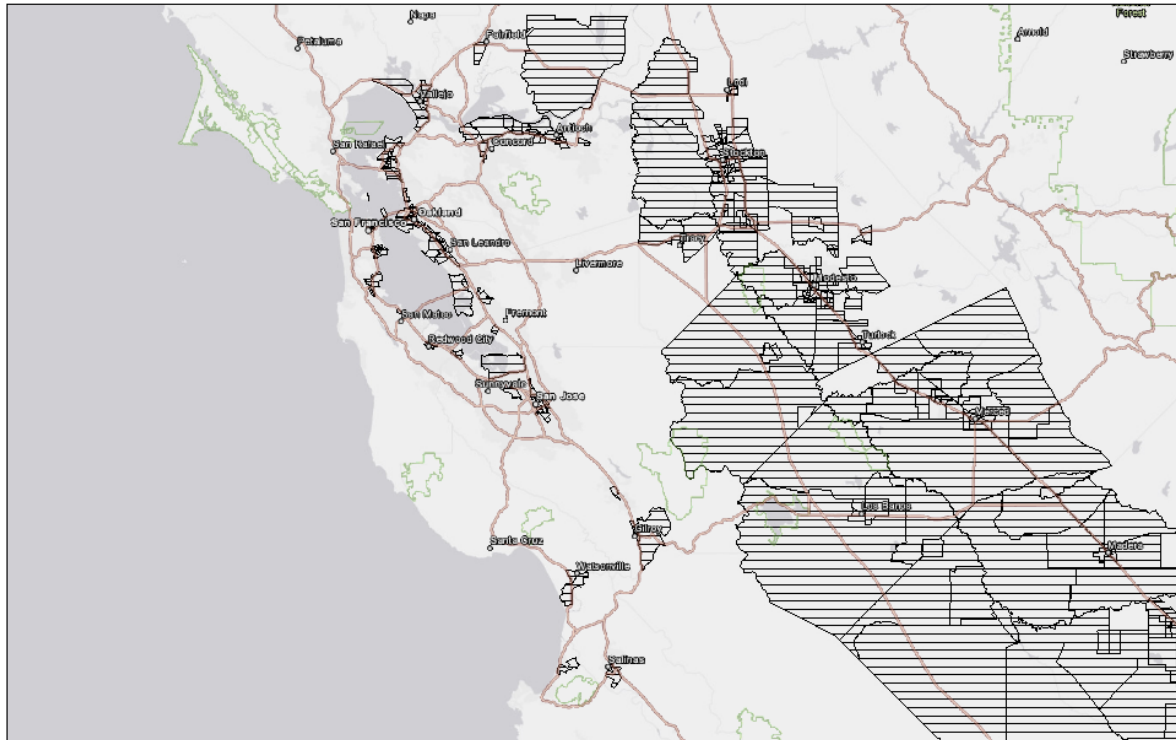 Napa
Forest
Petaluma
Fairfield
Arnold
Strawberry
Vallejo
Lodi
Antioch
San Rafael
Concord
Stockton
Oakland
San Francisco
San Leandro
Tracy
Livermore
Modesto
San Mateo
Fremont
Redwood City
Turlock
Sunnyvale
San Jose
Merced
Los Banos
Gilroy
Santa Cruz
Madera
Watsonville
Salinas